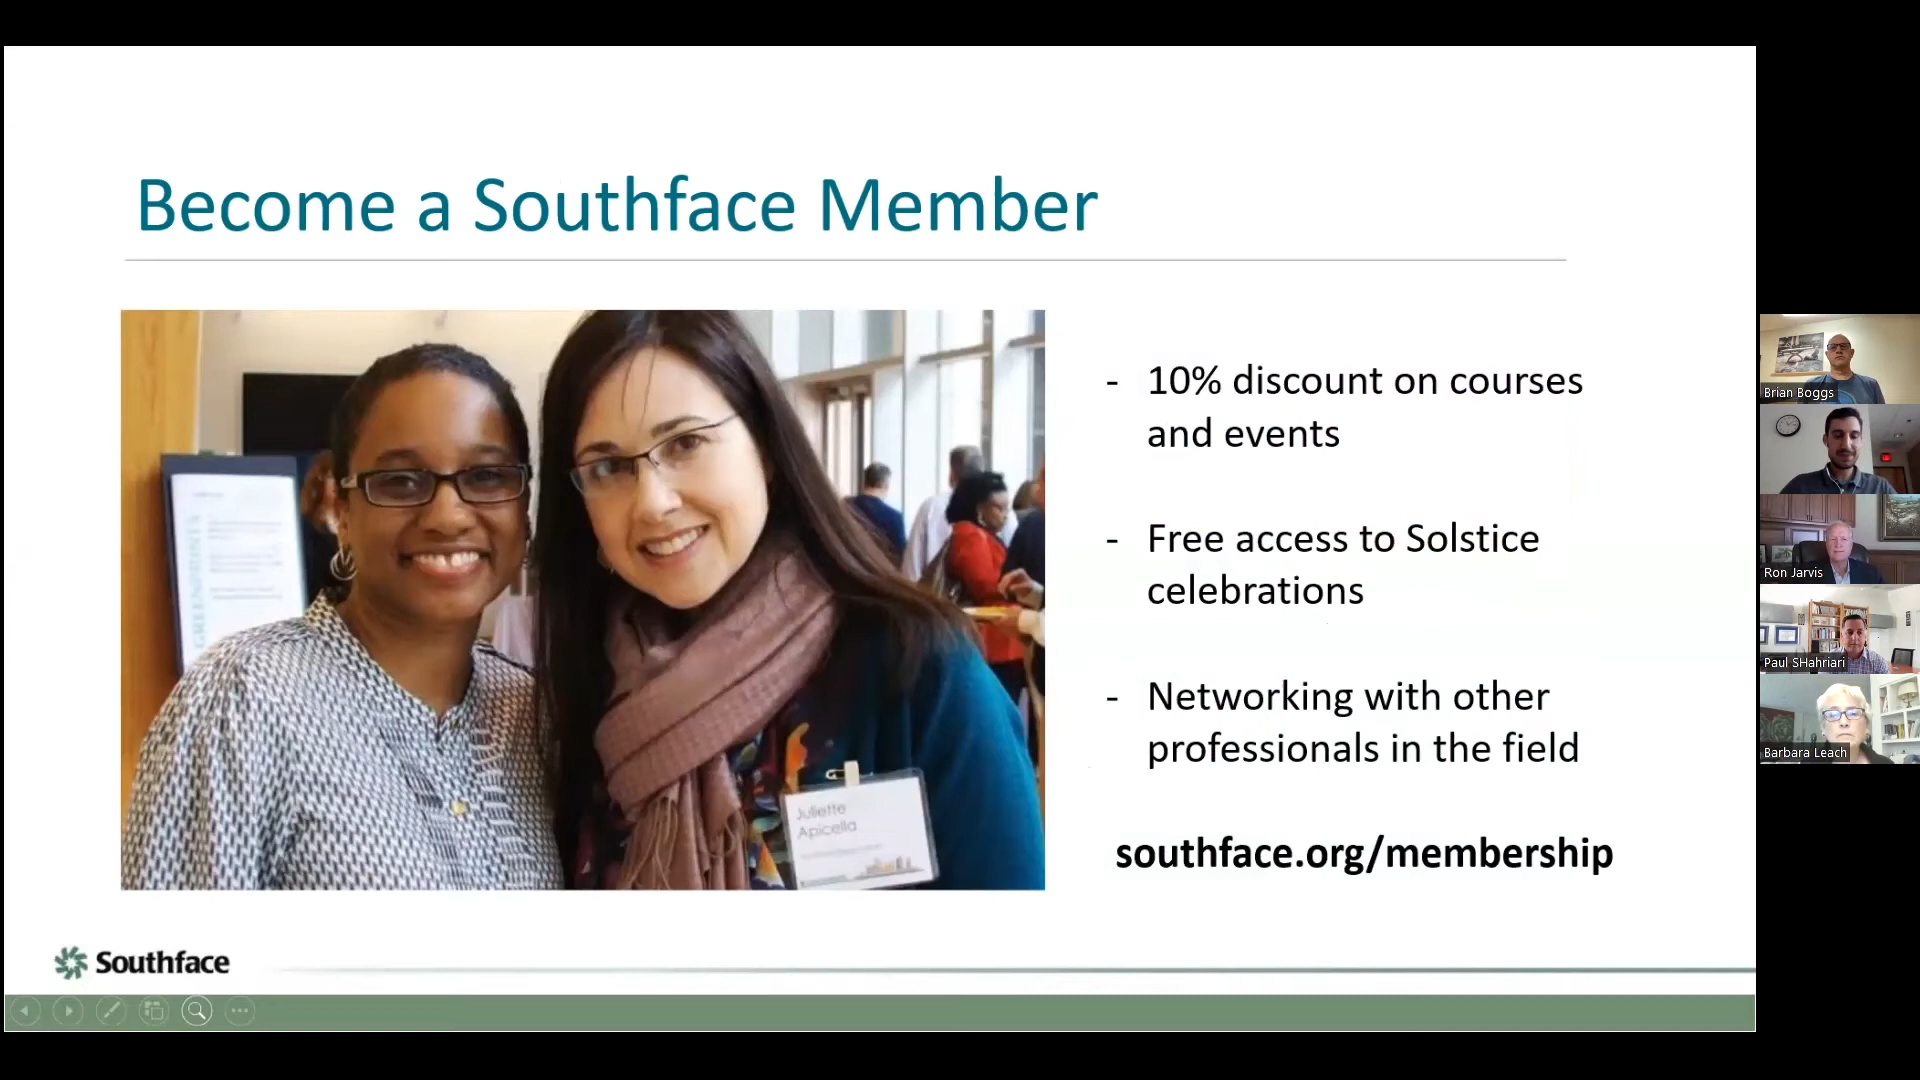 Become a Southface Member
- 10% discount on courses
and events
- Free access to Solstice
celebrations
- Networking with other
professionals in the field
southface.org/membership
Juliette
Apicella
Southface
Brian Boggs
Ron Jarvis
Paul SHahriari
Barbara Leach